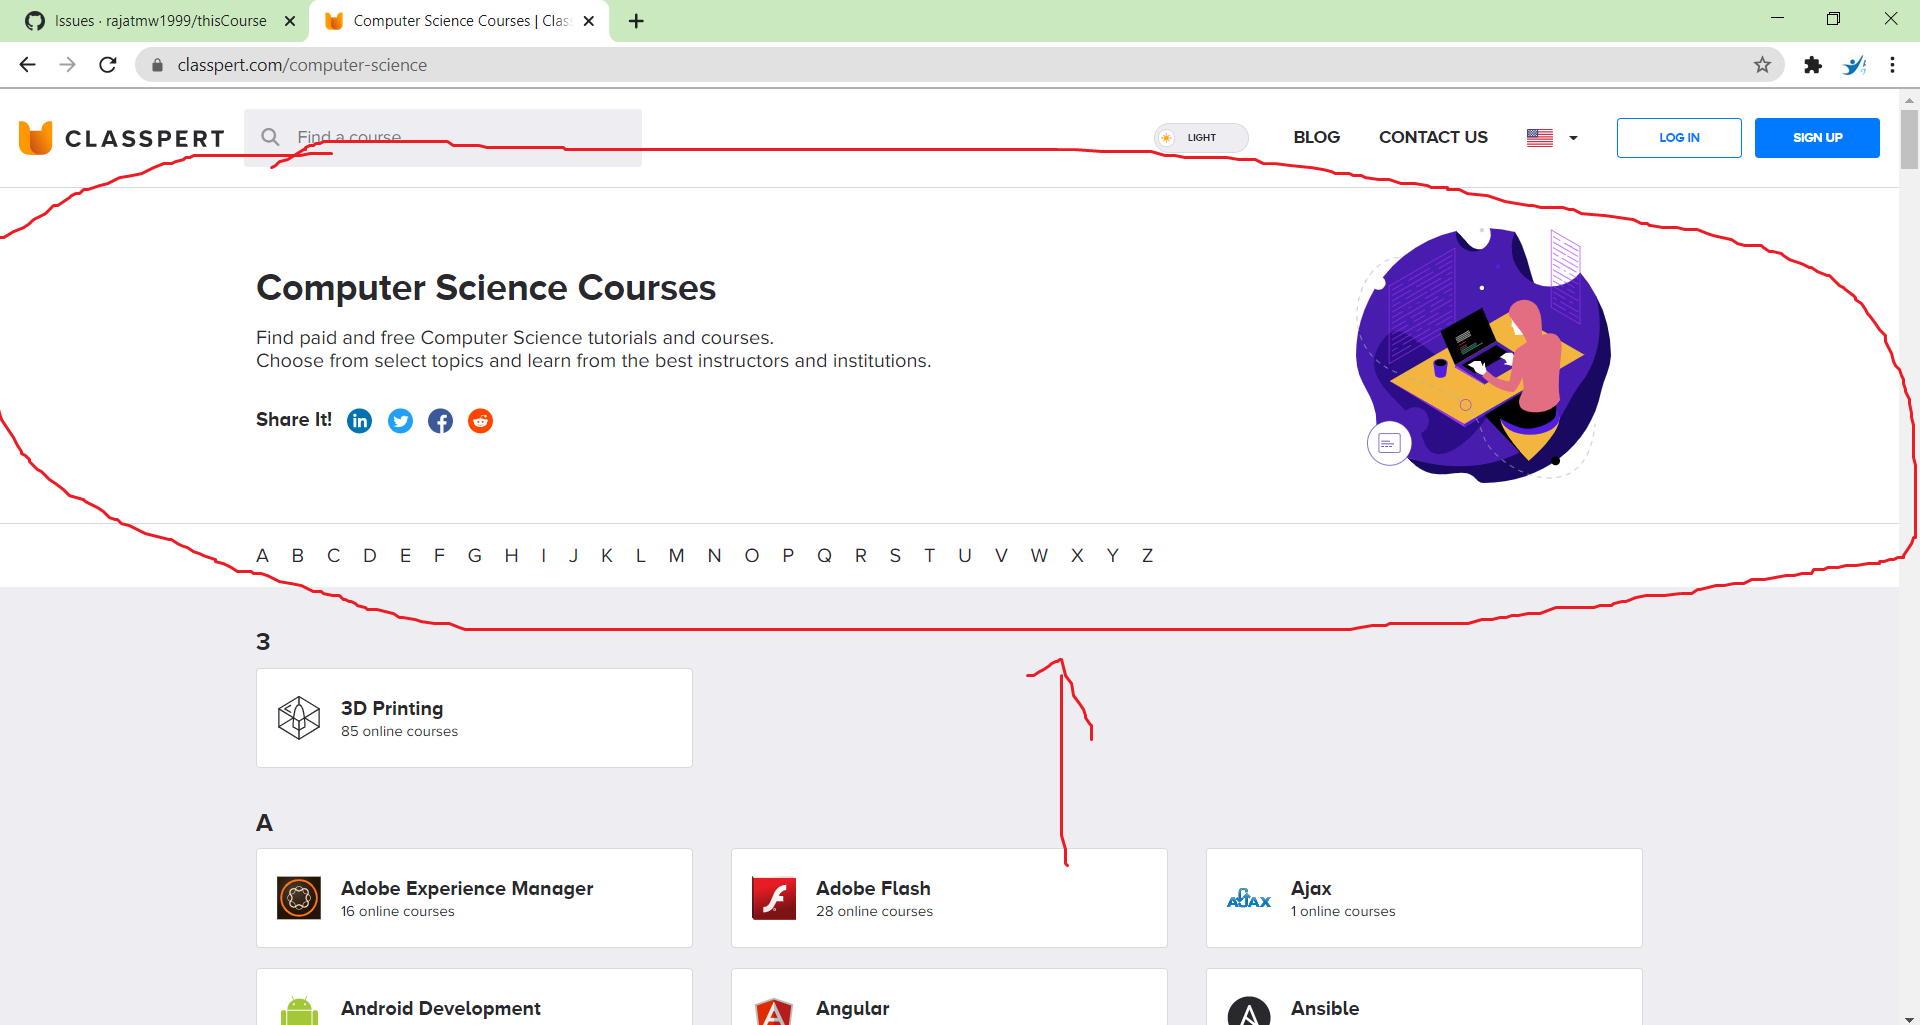 Issues · rajatmw1999/thisCourse
Computer Science Courses | Clas
classpert.com/computer-science
CLASSPERT
Find a course
LIGHT
BLOG
CONTACT US
LOG IN
SIGN UP
Computer Science Courses
Find paid and free Computer Science tutorials and courses.
Choose from select topics and learn from the best instructors and institutions.
Share It!
A B C D E F G H I J K L M N O P Q R S T U V W X Y Z
3
3D Printing
85 online courses
A
Adobe Experience Manager
16 online courses
Adobe Flash
28 online courses
AJAX
Ajax
1 online courses
Android Development
Angular
Ansible